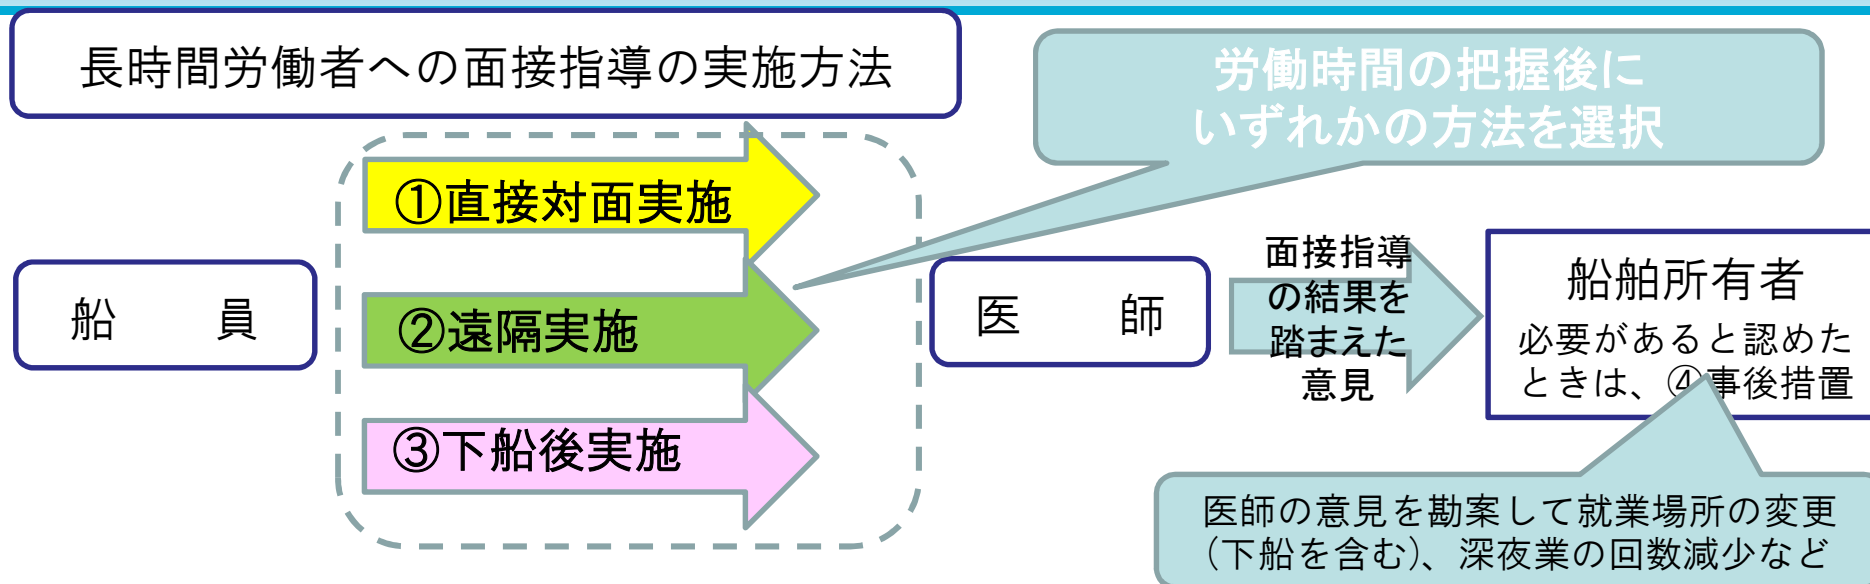 長時間労働者への面接指導の実施方法
労働時間の把握後に
いずれかの方法を選択
①直接対面実施
②遠隔実施
③下船後実施
船　員
医　師
面接指導
の結果を
踏まえた
意見
船舶所有者
必要があると認めた
ときは、④事後措置
医師の意見を勘案して就業場所の変更
(下船を含む)、深夜業の回数減少など